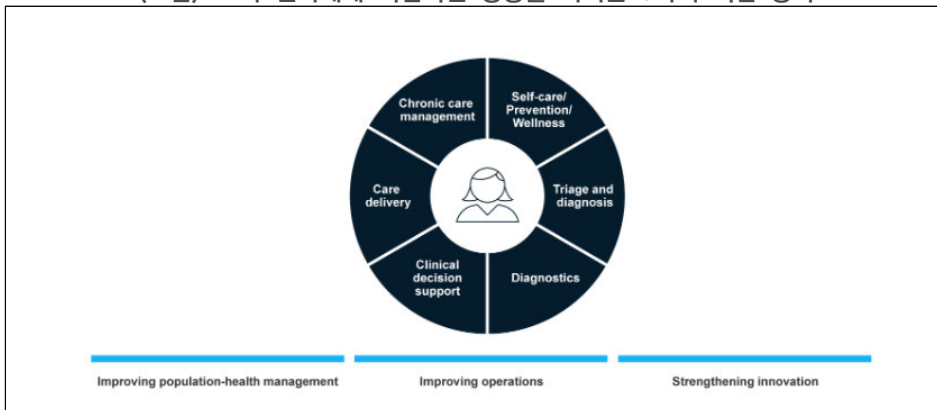 Chronic care
management
Self-care/
Prevention/
Wellness
Care
delivery
Triage and
diagnosis
Clinical
decision
support
Diagnostics
Improving population-health management
Improving operations
Strengthening innovation